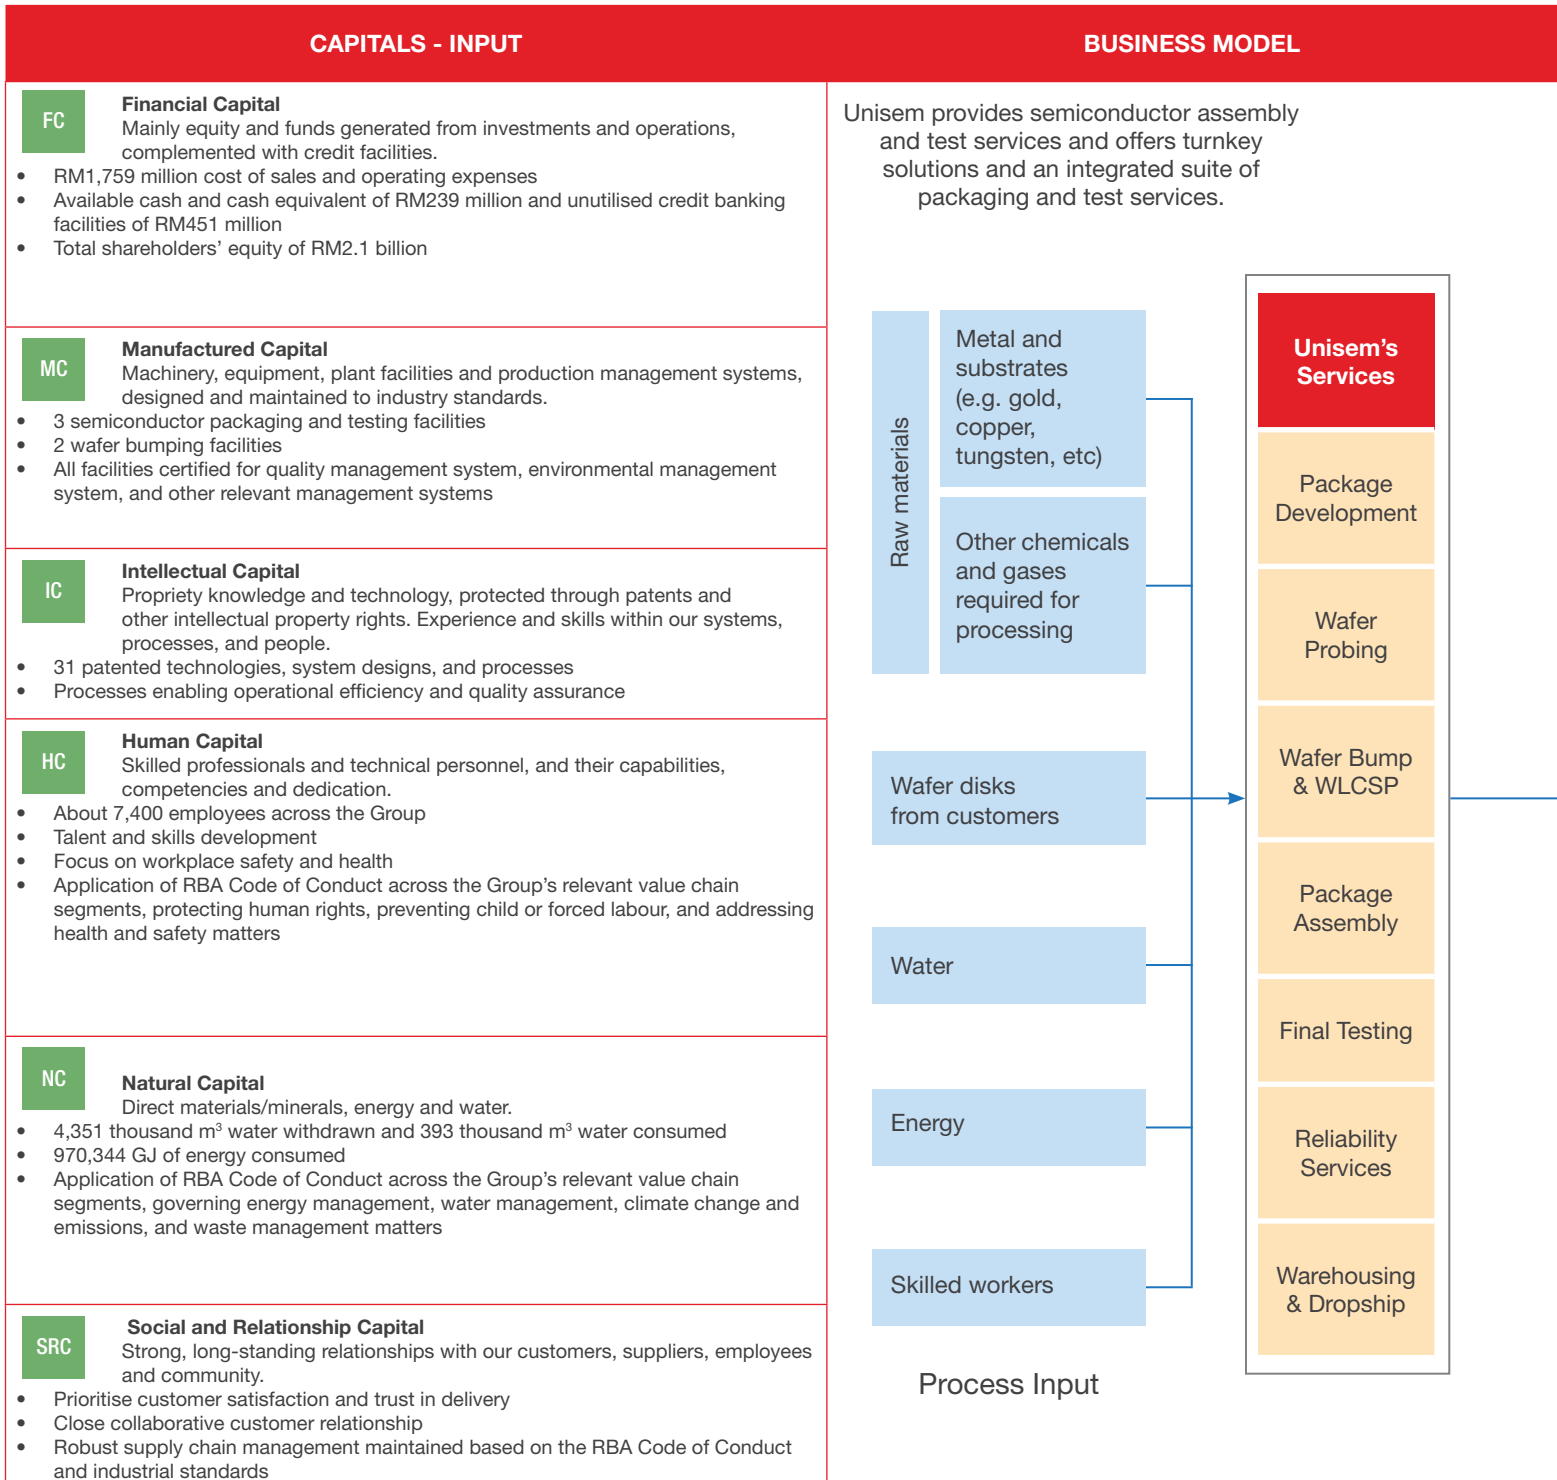 CAPITALS - INPUT
BUSINESS MODEL
FC
Financial Capital
Mainly equity and funds generated from investments and operations,
complemented with credit facilities.
• RM1,759 million cost of sales and operating expenses
• Available cash and cash equivalent of RM239 million and unutilised credit banking
facilities of RM451 million
• Total shareholders’ equity of RM2.1 billion
MC
Manufactured Capital
Machinery, equipment, plant facilities and production management systems,
designed and maintained to industry standards.
• 3 semiconductor packaging and testing facilities
• 2 wafer bumping facilities
• All facilities certified for quality management system, environmental management
system, and other relevant management systems
IC
Intellectual Capital
Propriety knowledge and technology, protected through patents and
other intellectual property rights. Experience and skills within our systems,
processes, and people.
• 31 patented technologies, system designs, and processes
• Processes enabling operational efficiency and quality assurance
HC
Human Capital
Skilled professionals and technical personnel, and their capabilities,
competencies and dedication.
• About 7,400 employees across the Group
• Talent and skills development
• Focus on workplace safety and health
• Application of RBA Code of Conduct across the Group’s relevant value chain
segments, protecting human rights, preventing child or forced labour, and addressing
health and safety matters
NC
Natural Capital
Direct materials/minerals, energy and water.
• 4,351 thousand m³ water withdrawn and 393 thousand m³ water consumed
• 970,344 GJ of energy consumed
• Application of RBA Code of Conduct across the Group’s relevant value chain
segments, governing energy management, water management, climate change and
emissions, and waste management matters
SRC
Social and Relationship Capital
Strong, long-standing relationships with our customers, suppliers, employees
and community.
• Prioritise customer satisfaction and trust in delivery
• Close collaborative customer relationship
• Robust supply chain management maintained based on the RBA Code of Conduct
and industrial standards
Unisem provides semiconductor assembly
and test services and offers turnkey
solutions and an integrated suite of
packaging and test services.
Raw materials
Metal and
substrates
(e.g. gold,
copper,
tungsten, etc)
Other chemicals
and gases
required for
processing
Wafer disks
from customers
Water
Energy
Skilled workers
Process Input
Unisem’s
Services
Package
Development
Wafer
Probing
Wafer Bump
& WLCSP
Package
Assembly
Final Testing
Reliability
Services
Warehousing
& Dropship